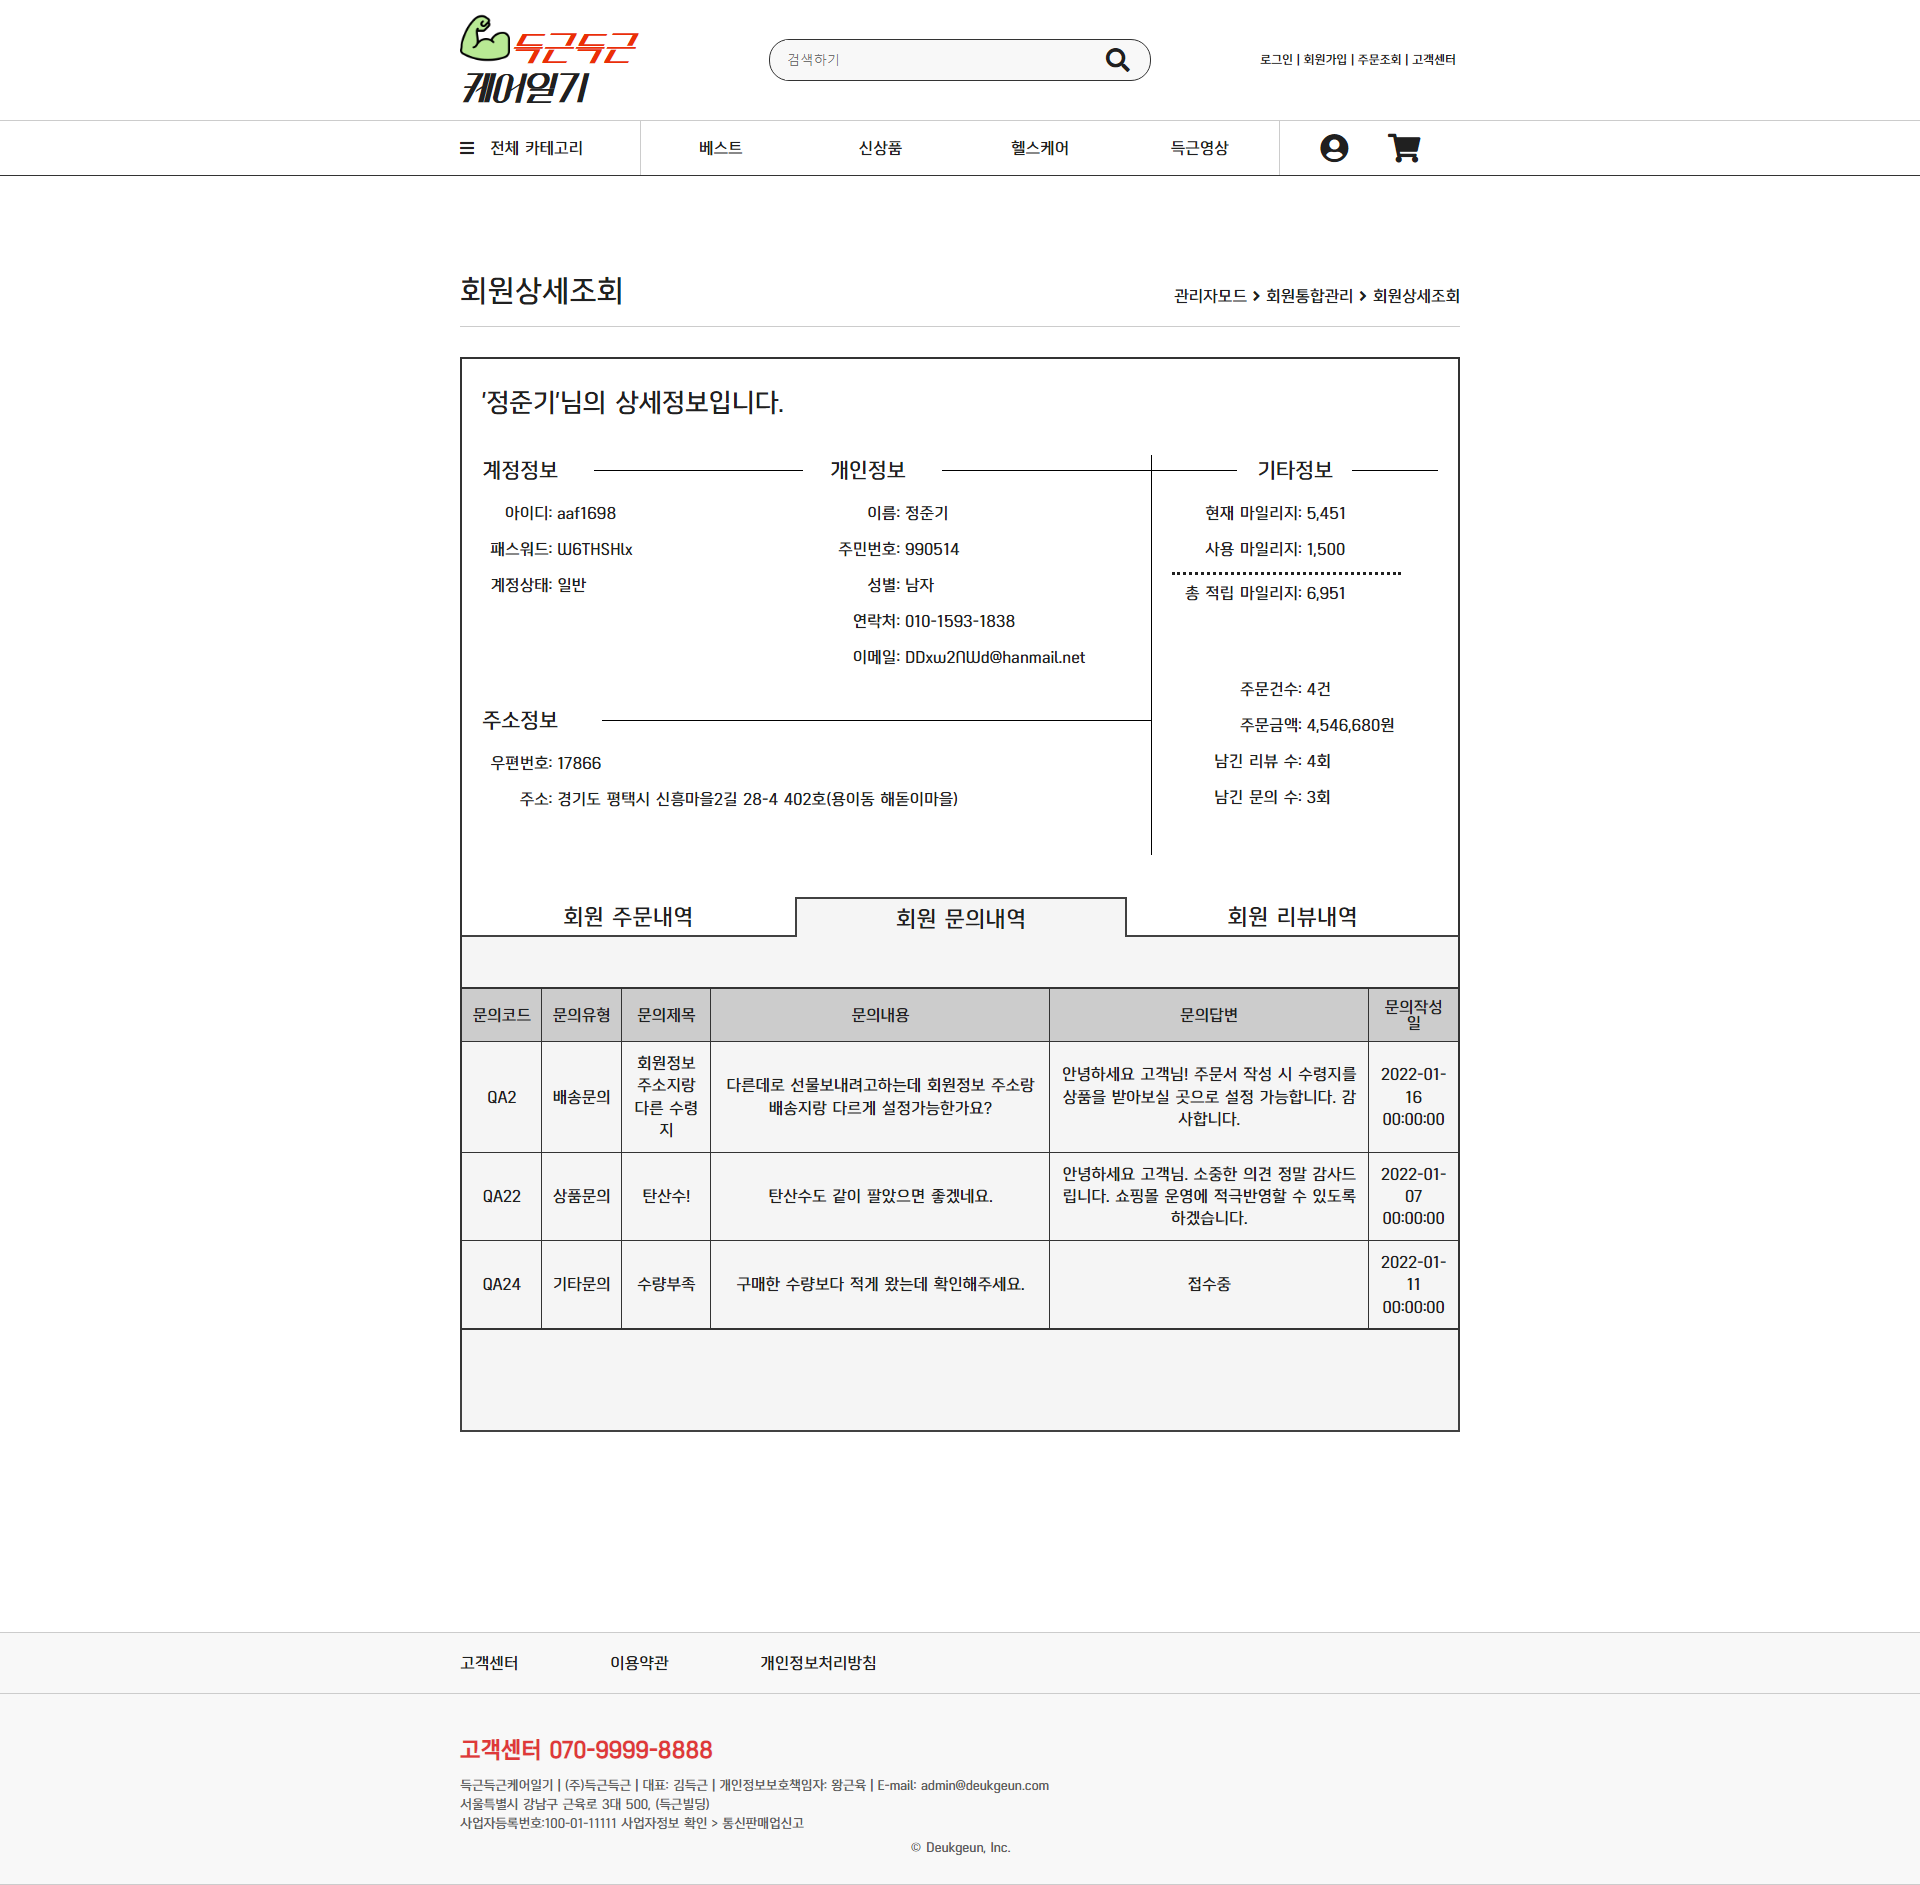 득근득근
케어일기
검색하기
로그인 | 회원가입 | 주문조회 | 고객센터
전체 카테고리
베스트
신상품
헬스케어
득근영상
회원상세조회
관리자모드 > 회원통합관리 > 회원상세조회
'정준기'님의 상세정보입니다.
계정정보
아이디: aaf1698
패스워드: W6THSHlx
계정상태: 일반
개인정보
이름: 정준기
주민번호: 990514
성별: 남자
연락처: 010-1593-1838
이메일: DDxw2NWd@hanmail.net
기타정보
현재 마일리지: 5,451
사용 마일리지: 1,500
총 적립 마일리지: 6,951
주문건수: 4건
주문금액: 4,546,680원
남긴 리뷰 수: 4회
남긴 문의 수: 3회
주소정보
우편번호: 17866
주소: 경기도 평택시 신흥마을2길 28-4 402호(용이동 해돋이마을)
회원 주문내역
회원 문의내역
회원 리뷰내역
문의코드
문의유형
문의제목
문의내용
문의답변
문의작성
일
QA2
배송문의
회원정보
주소지랑
다른 수령
지
다른데로 선물보내려고하는데 회원정보 주소랑
배송지랑 다르게 설정가능한가요?
안녕하세요 고객님! 주문서 작성 시 수령지를
상품을 받아보실 곳으로 설정 가능합니다. 감
사합니다.
2022-01-
16
00:00:00
QA22
상품문의
탄산수!
탄산수도 같이 팔았으면 좋겠네요.
안녕하세요 고객님. 소중한 의견 정말 감사드
립니다. 쇼핑몰 운영에 적극반영할 수 있도록
하겠습니다.
2022-01-
07
00:00:00
QA24
기타문의
수량부족
구매한 수량보다 적게 왔는데 확인해주세요.
접수중
2022-01-
11
00:00:00
고객센터
이용약관
개인정보처리방침
고객센터 070-9999-8888
득근득근케어일기 | (주)득근득근 | 대표: 김득근 | 개인정보보호책임자: 왕근육 | E-mail: admin@deukgeun.com
서울특별시 강남구 근육로 3대 500, (득근빌딩)
사업자등록번호:100-01-11111 사업자정보 확인 > 통신판매업신고
© Deukgeun, Inc.